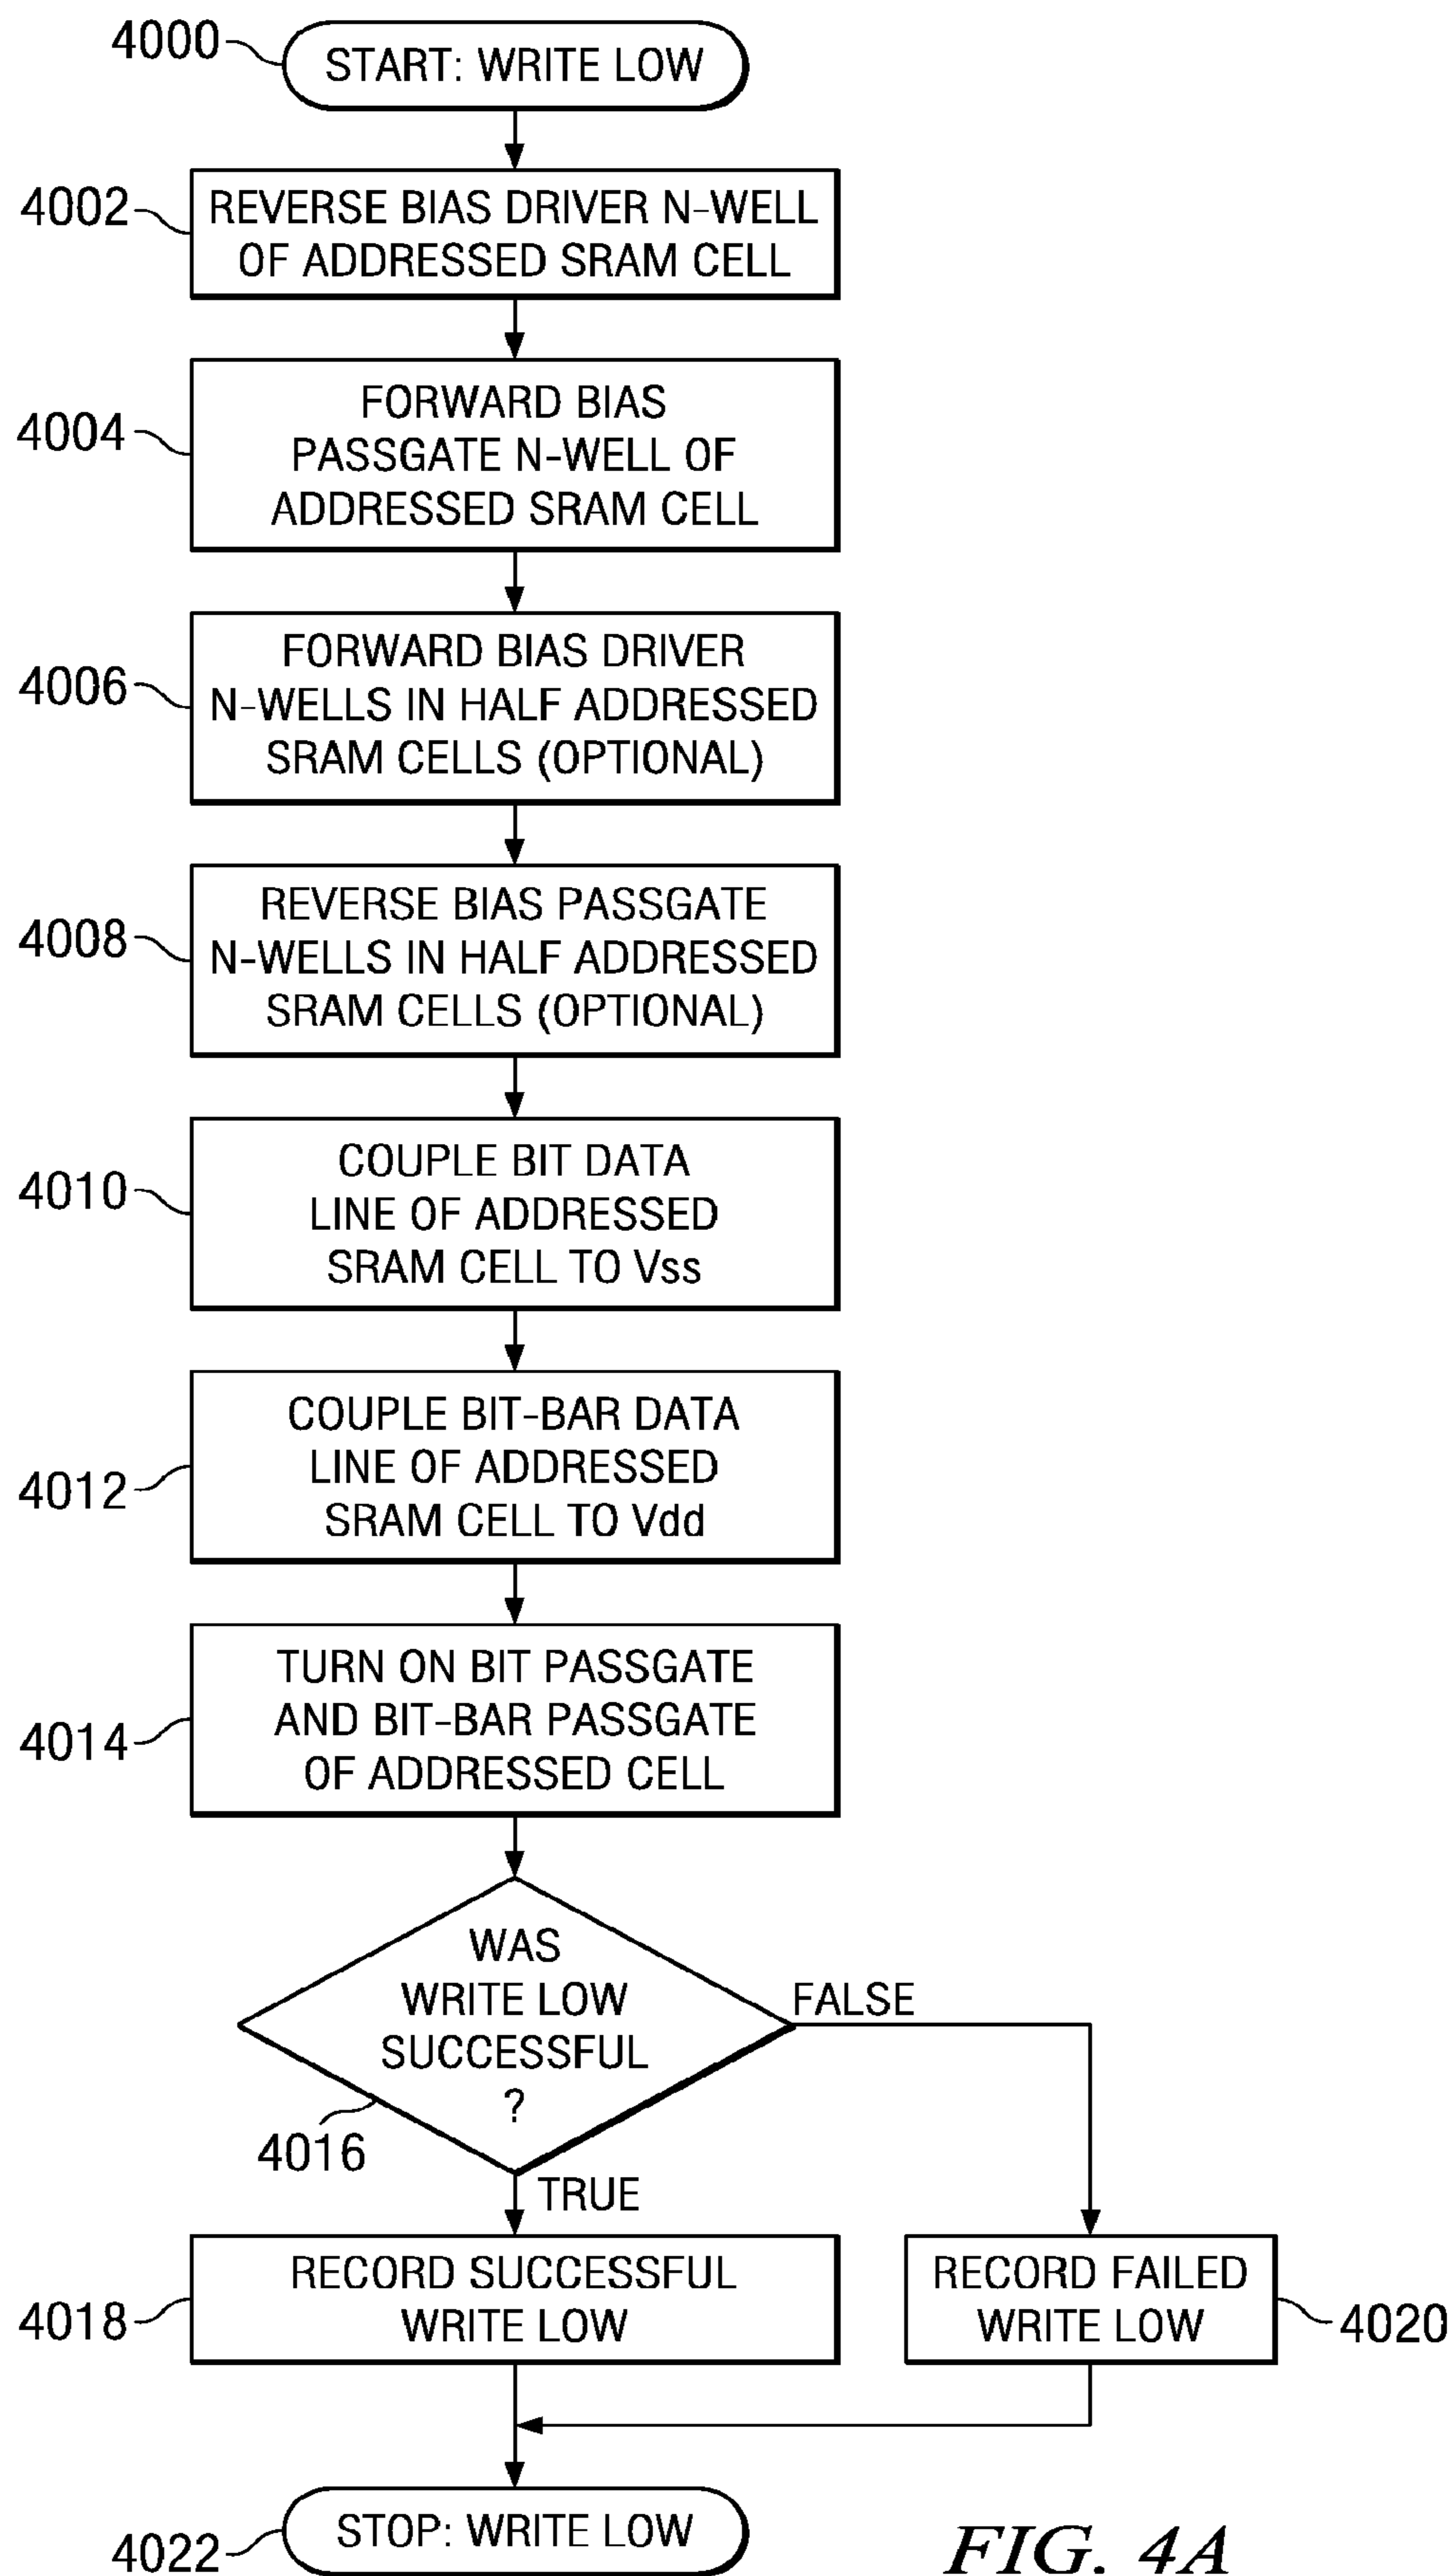 4000
START: WRITE LOW
4002
REVERSE BIAS DRIVER N-WELL
OF ADDRESSED SRAM CELL
4004
FORWARD BIAS
PASSGATE N-WELL OF
ADDRESSED SRAM CELL
4006
FORWARD BIAS DRIVER
N-WELLS IN HALF ADDRESSED
SRAM CELLS (OPTIONAL)
4008
REVERSE BIAS PASSGATE
N-WELLS IN HALF ADDRESSED
SRAM CELLS (OPTIONAL)
4010
COUPLE BIT DATA
LINE OF ADDRESSED
SRAM CELL TO Vss
4012
COUPLE BIT-BAR DATA
LINE OF ADDRESSED
SRAM CELL TO Vdd
4014
TURN ON BIT PASSGATE
AND BIT-BAR PASSGATE
OF ADDRESSED CELL
WAS
WRITE LOW
SUCCESSFUL
?
FALSE
4016
TRUE
4018
RECORD SUCCESSFUL
WRITE LOW
RECORD FAILED
WRITE LOW
4020
4022
STOP: WRITE LOW
FIG. 4A